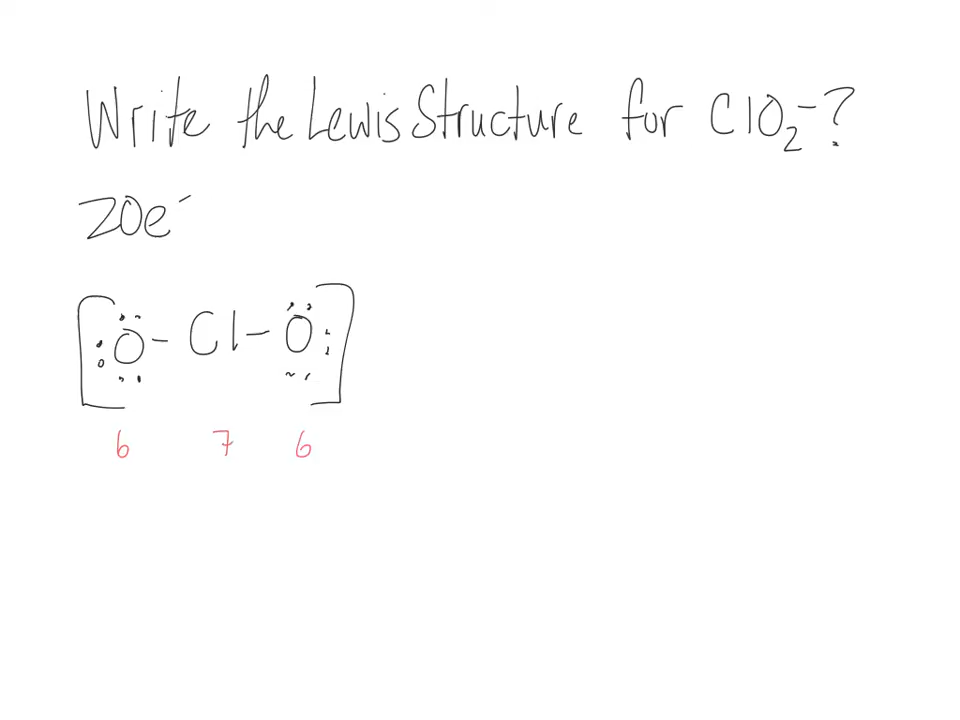 Write the Lewis Structure for ClO₂⁻?
20e⁻
[:Ö-Cl-Ö:]
6 7 6